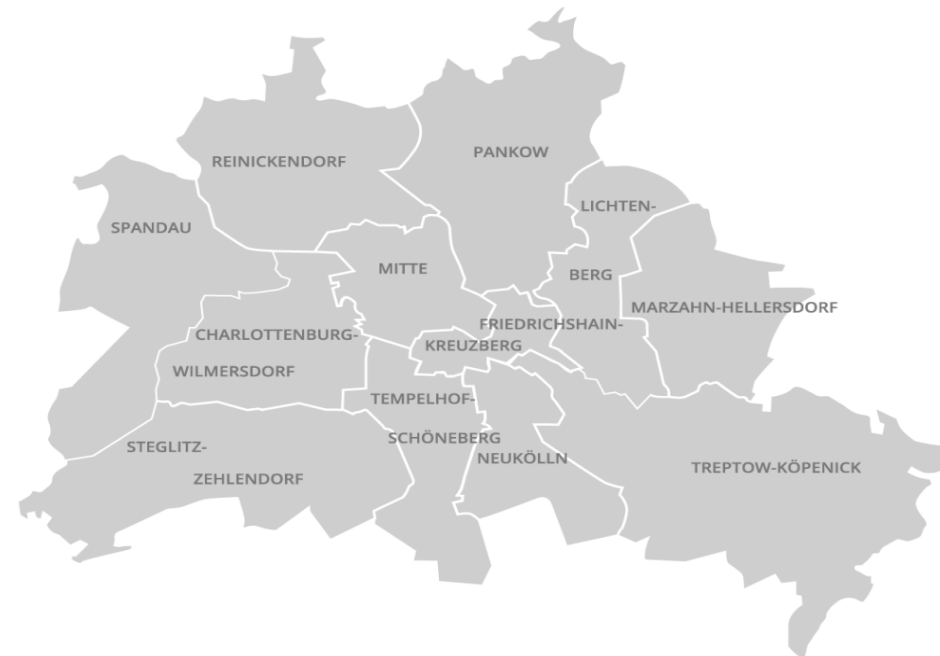 PANKOW
REINICKENDORF
LICHTEN-
BERG
SPANDAU
MITTE
MARZAHN-HELLERSDORF
FRIEDRICHSHAIN-
KREUZBERG
CHARLOTTENBURG-
WILMERSDORF
TEMPELHOF-
SCHÖNEBERG
STEGLITZ-
ZEHLENDORF
NEUKÖLLN
TREPTOW-KÖPENICK